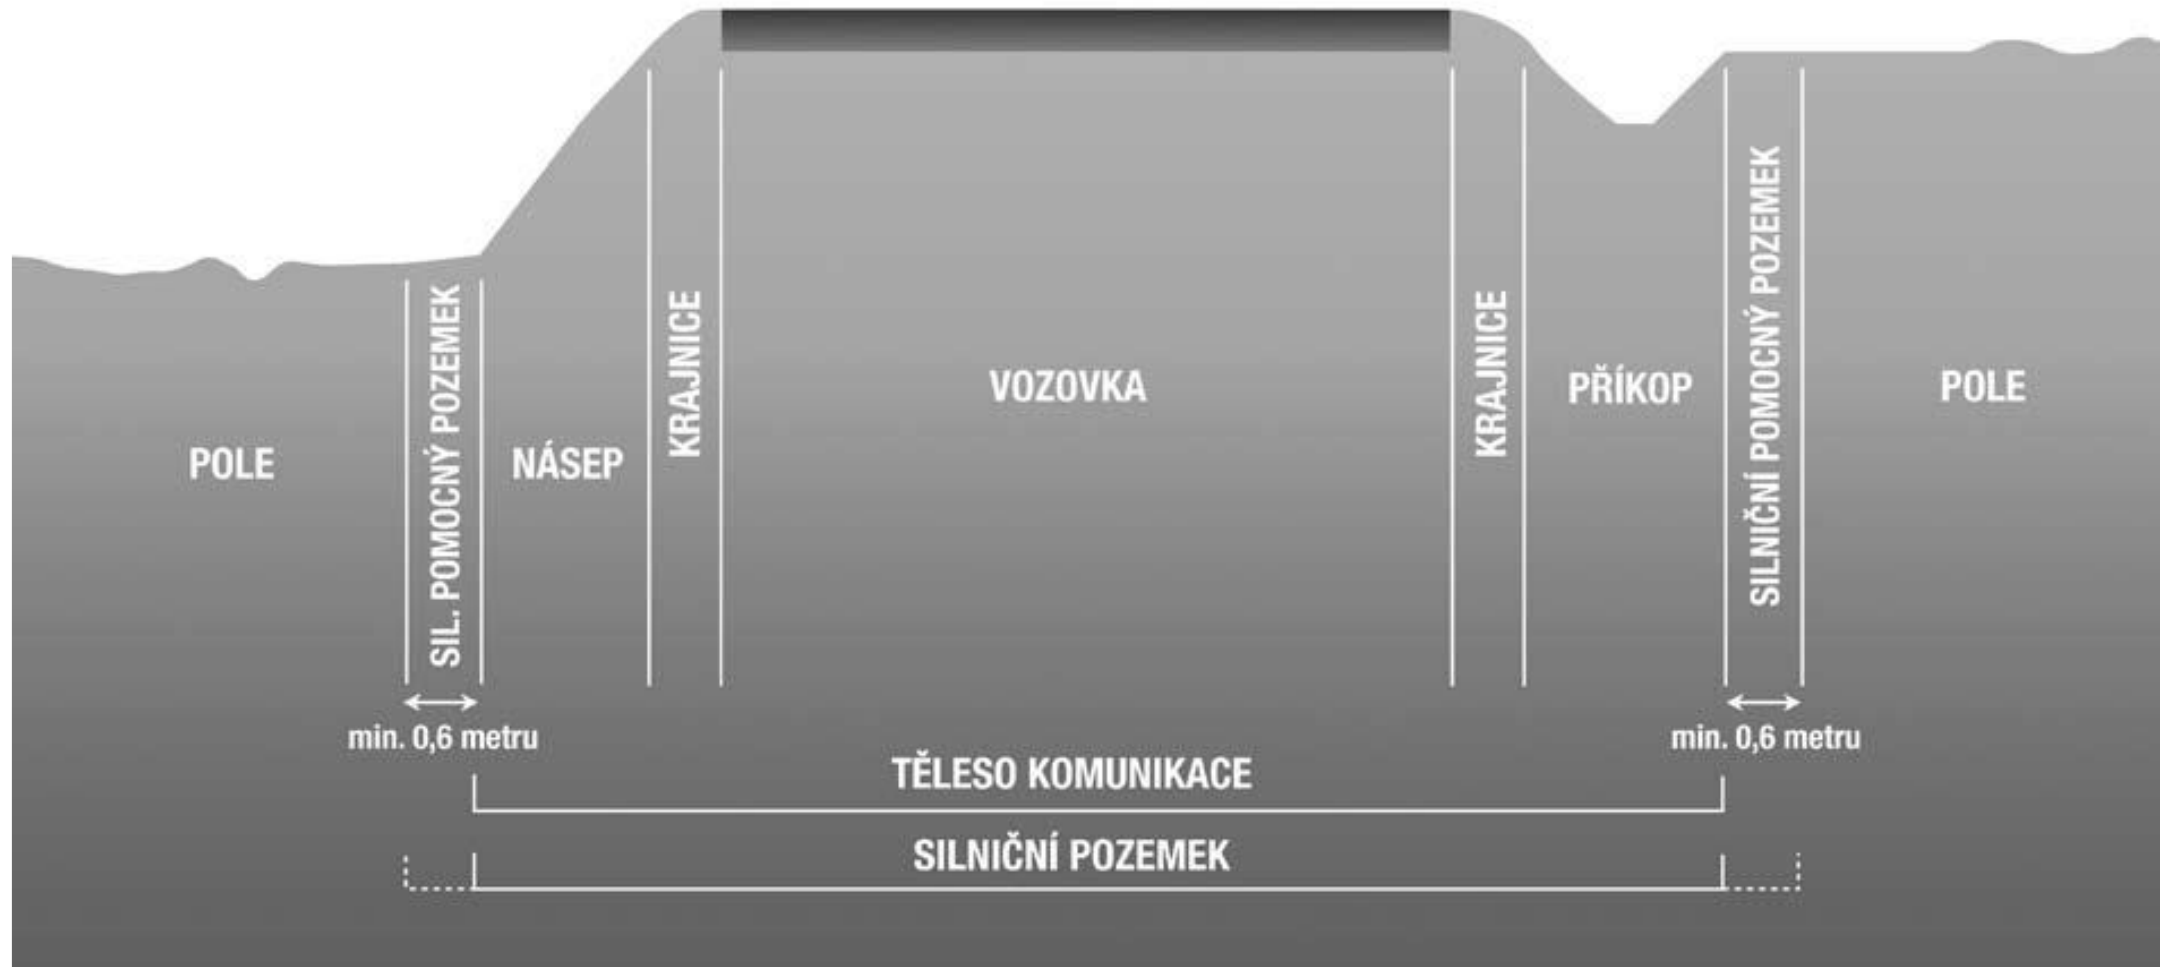 POLE
SIL. POMOCNÝ POZEMEK
NÁSEP
KRAJNICE
VOZOVKA
KRAJNICE
PŘÍKOP
SILNIČNÍ POMOCNÝ POZEMEK
POLE
min. 0,6 metru
min. 0,6 metru
TĚLESO KOMUNIKACE
SILNIČNÍ POZEMEK